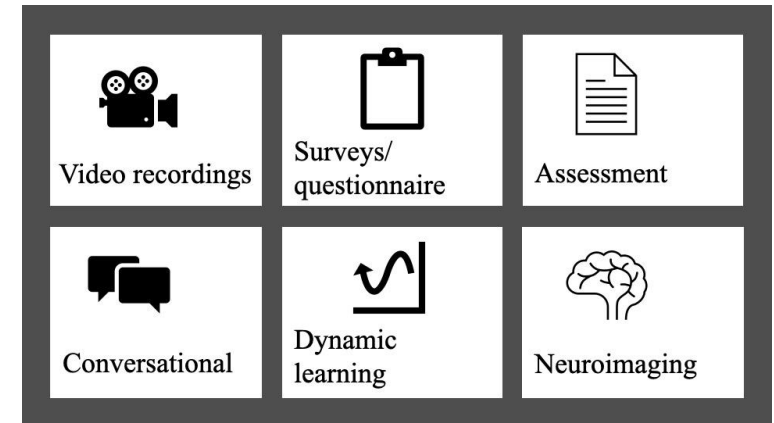 Video recordings
Surveys/
questionnaire
Assessment
Conversational
Dynamic
learning
Neuroimaging